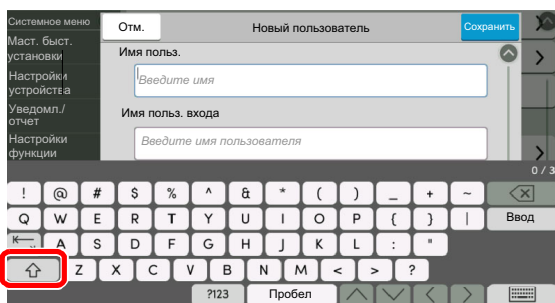 Системное меню
Отм.
Новый пользователь
Сохранить
Маст. быст.
установки
Настройки
устройства
Уведомл./
отчет
Настройки
функции
Имя польз.
Введите имя
Имя польз. входа
Введите имя пользователя
0 / 3
! @ # $ % ^ & * ( ) _ + ~
Q W E R T Y U I O P { } | Ввод
A S D F G H J K L : "
Z X C V B N M < > ?
?123 Пробел